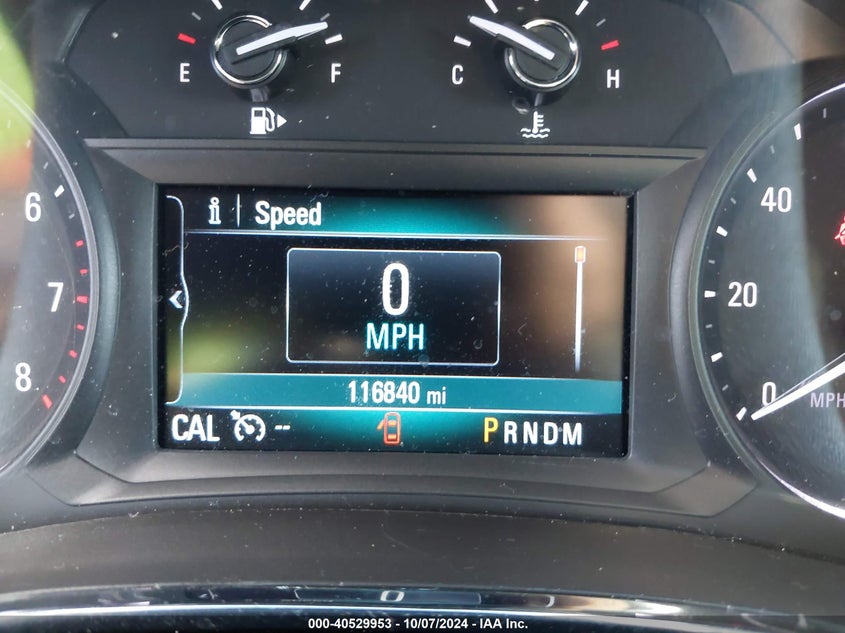 E F
C H
6
7
8
i | Speed
0
MPH
116840 mi
CAL -- PRNDM
40
20
0
MPH
000-40529953 - 10/07/2024 - IAA Inc.